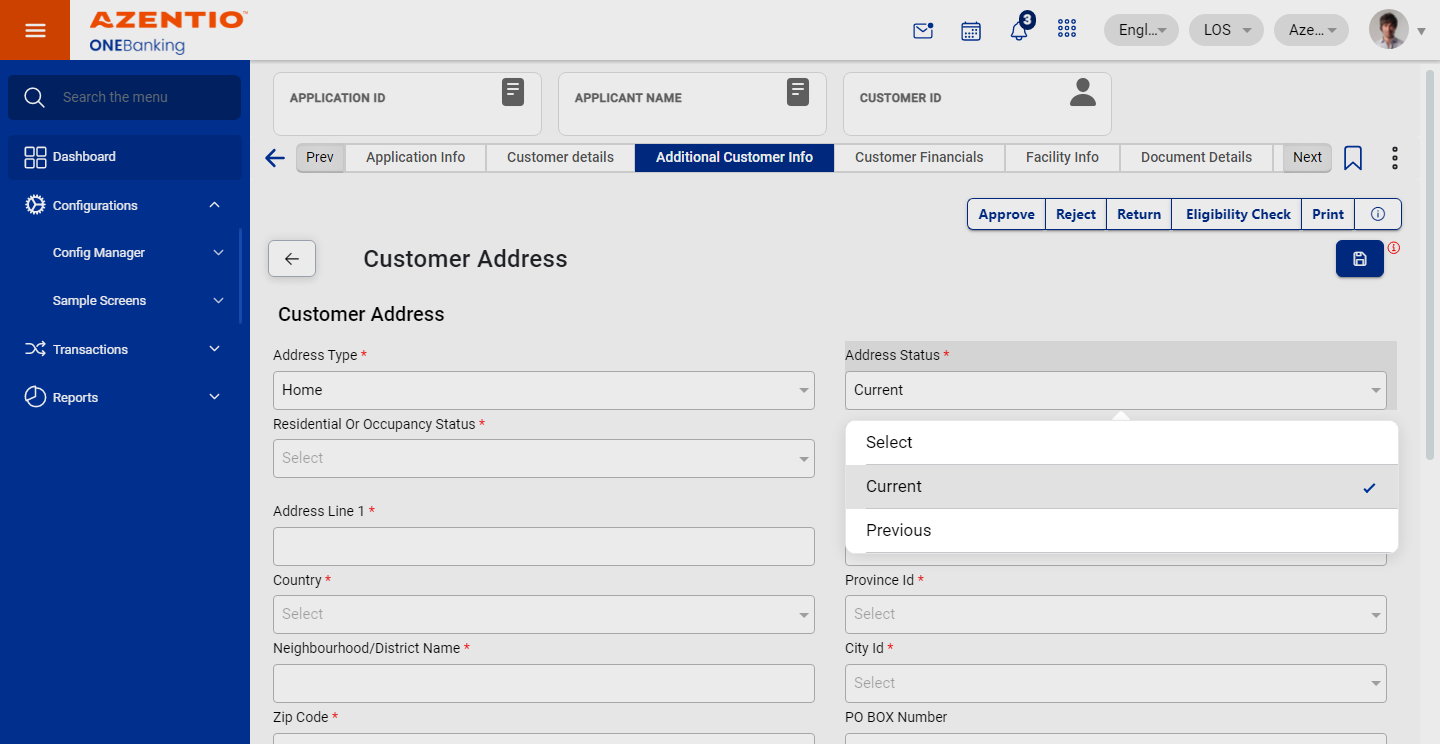 AZENTIO™
ONEBanking
3
Engl...
LOS
Aze...
Search the menu
Dashboard
Configurations
Config Manager
Sample Screens
Transactions
Reports
APPLICATION ID
APPLICANT NAME
CUSTOMER ID
Prev
Application Info
Customer details
Additional Customer Info
Customer Financials
Facility Info
Document Details
Next
Approve
Reject
Return
Eligibility Check
Print
Customer Address
Customer Address
Address Type *
Address Status *
Home
Current
Residential Or Occupancy Status *
Select
Select
Current
Previous
Address Line 1 *
Country *
Province Id *
Select
Select
Neighbourhood/District Name *
City Id *
Select
Zip Code *
PO BOX Number